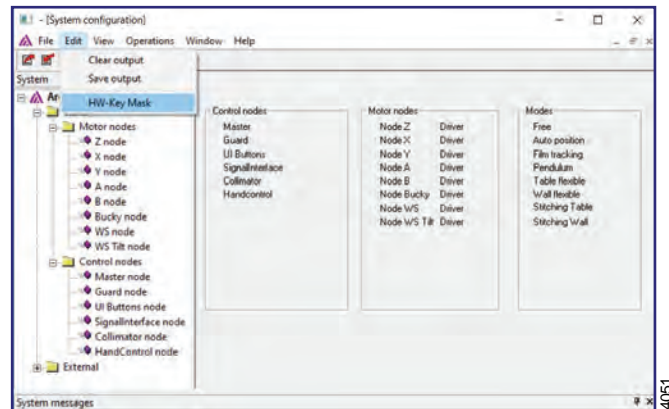 - [System configuration]
File Edit View Operations Window Help
Clear output
Save output
HW-Key Mask
System
Motor nodes
Z node
X node
Y node
A node
B node
Bucky node
WS node
WS Tilt node
Control nodes
Master node
Guard node
UI Buttons node
SignalInterface node
Collimator node
HandControl node
External
Control nodes
Master
Guard
UI Buttons
SignalInterface
Collimator
Handcontrol
Motor nodes
Node Z Driver
Node X Driver
Node Y Driver
Node A Driver
Node B Driver
Node Bucky Driver
Node WS Driver
Node WS Tilt Driver
Modes
Free
Auto position
Film tracking
Pendulum
Table flexible
Wall flexible
Stitching Table
Stitching Wall
System messages
4051